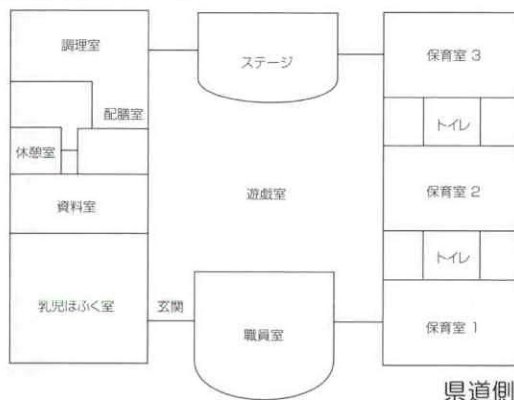 調理室
ステージ
保育室 3
配膳室
トイレ
休憩室
保育室 2
遊戯室
資料室
トイレ
乳児ほふく室
玄関
職員室
保育室 1
県道側